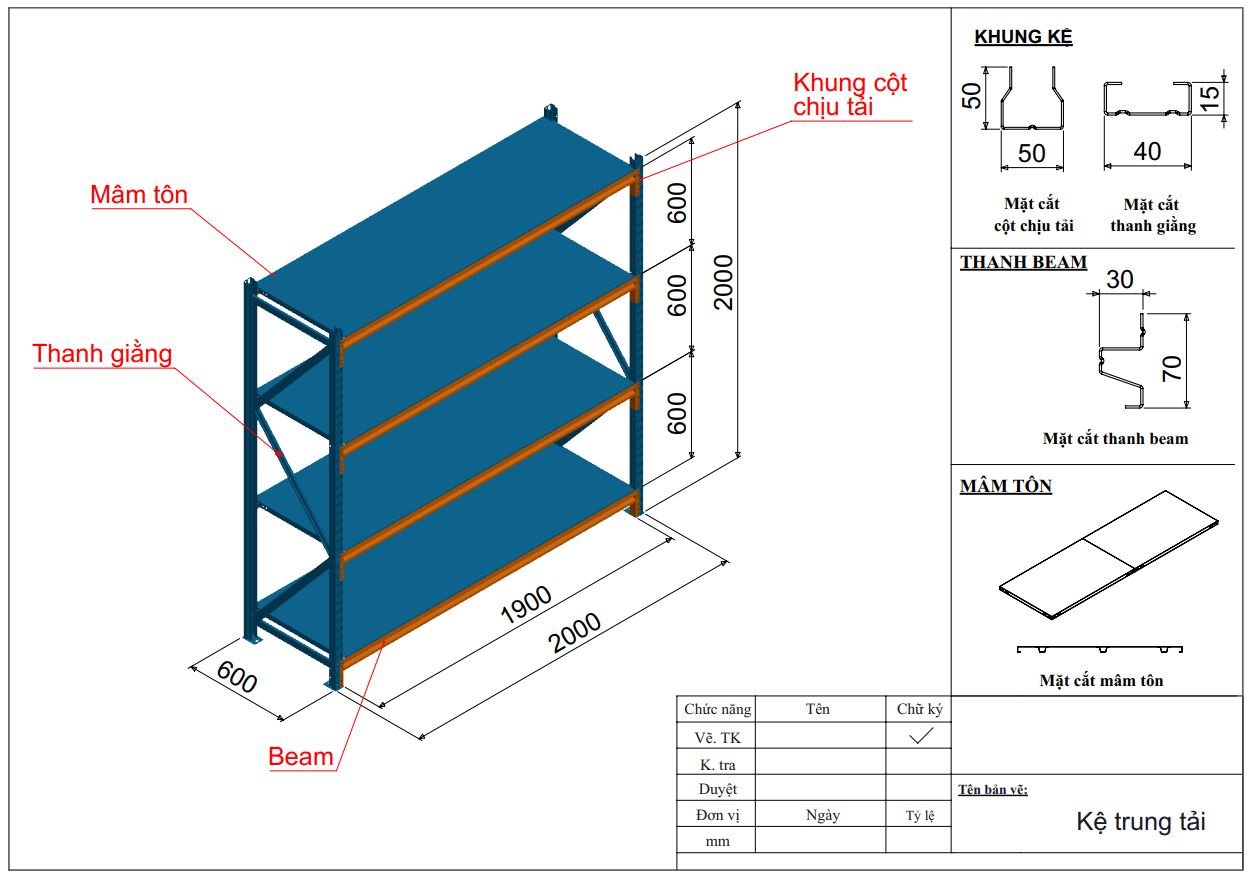 Khung cột
chịu tải
Mâm tôn
Thanh giằng
Beam
600
600
600
2000
1900
2000
600
KHUNG KỆ
50
50
15
40
Mặt cắt
cột chịu tải
Mặt cắt
thanh giằng
THANH BEAM
30
70
Mặt cắt thanh beam
MÂM TÔN
Mặt cắt mâm tôn
Chức năng Tên Chữ ký
Vẽ. TK
K. tra
Duyệt
Đơn vị Ngày Tỷ lệ
mm
Tên bản vẽ:
Kệ trung tải